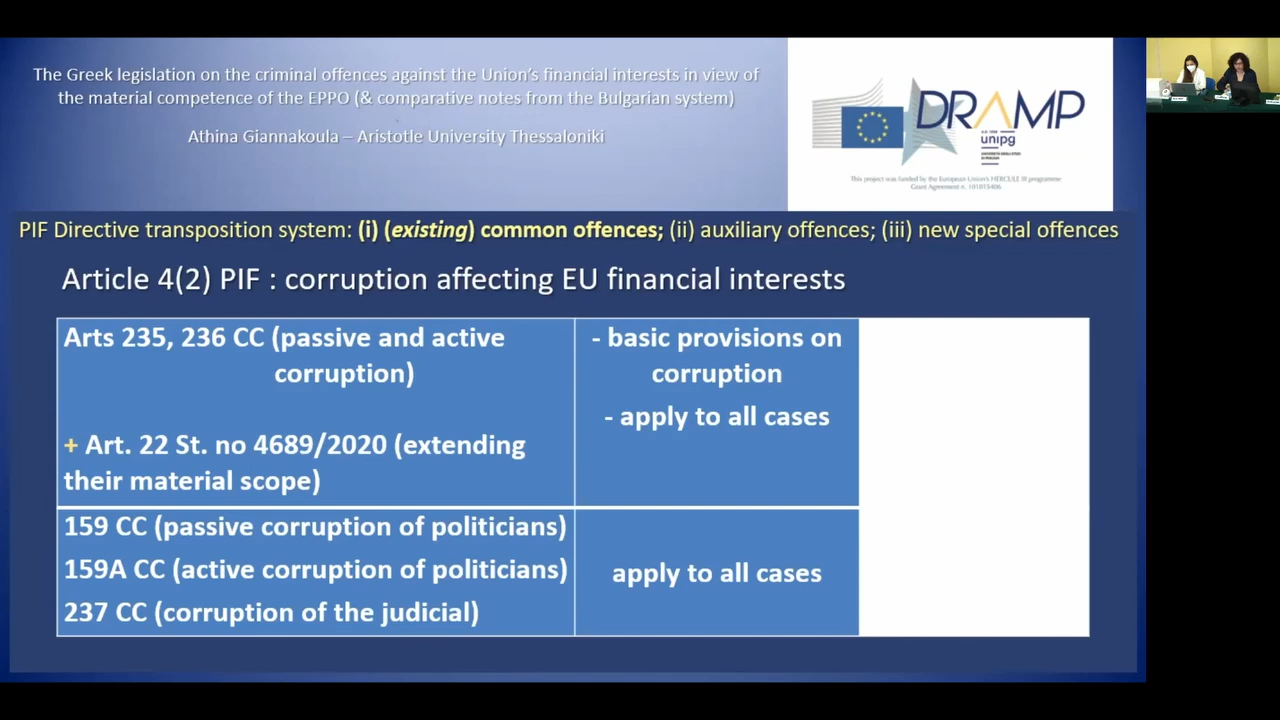 The Greek legislation on the criminal offences against the Union's financial interests in view of
the material competence of the EPPO (& comparative notes from the Bulgarian system)
Athina Giannakoula – Aristotle University Thessaloniki
DRAMP
unipg
This project was funded by the European Union's HERCULE III programme
Grant Agreement n. 101015406
PIF Directive transposition system: (i) (existing) common offences; (ii) auxiliary offences; (iii) new special offences
Article 4(2) PIF : corruption affecting EU financial interests
Arts 235, 236 CC (passive and active
corruption)
+ Art. 22 St. no 4689/2020 (extending
their material scope)
- basic provisions on
corruption
- apply to all cases
159 CC (passive corruption of politicians)
159A CC (active corruption of politicians)
237 CC (corruption of the judicial)
apply to all cases